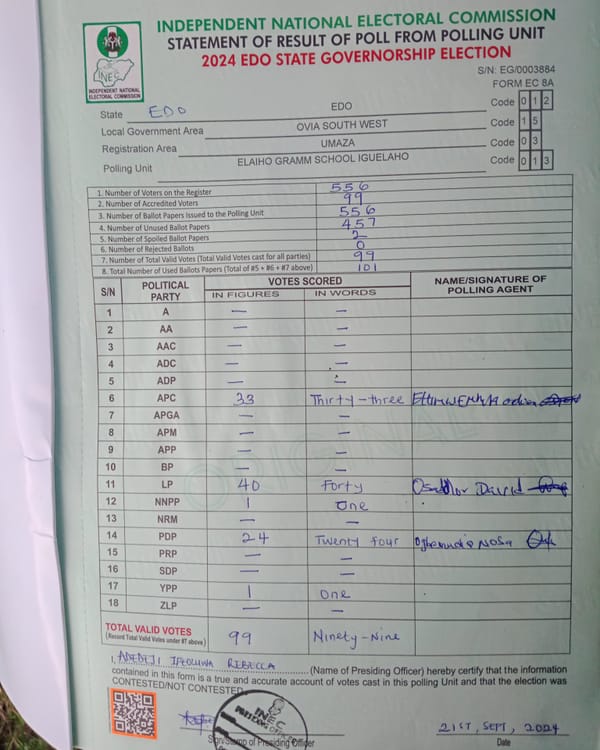 INDEPENDENT NATIONAL ELECTORAL COMMISSION
STATEMENT OF RESULT OF POLL FROM POLLING UNIT
2024 EDO STATE GOVERNORSHIP ELECTION
INEC
INDEPENDENT NATIONAL
ELECTORAL COMMISSION
S/N: EG/0003884
FORM EC 8A
State EDO EDO Code 0 1 2
Local Government Area OVIA SOUTH WEST Code 1 5
Registration Area UMAZA Code 0 3
Polling Unit ELAIHO GRAMM SCHOOL IGUELAHO Code 0 1 3
1. Number of Voters on the Register 556
2. Number of Accredited Voters 99
3. Number of Ballot Papers Issued to the Polling Unit 556
4. Number of Unused Ballot Papers 457
5. Number of Spoiled Ballot Papers 2
6. Number of Rejected Ballots 0
7. Number of Total Valid Votes (Total Valid Votes cast for all parties) 99
8. Total Number of Used Ballots Papers (Total of #5 + #6 + #7 above) 101
S/N POLITICAL PARTY VOTES SCORED NAME/SIGNATURE OF POLLING AGENT
IN FIGURES IN WORDS
1 A — —
2 AA — —
3 AAC — —
4 ADC — —
5 ADP — —
6 APC 33 Thirty-three
7 APGA — —
8 APM — —
9 APP — —
10 BP — —
11 LP 40 Forty David
12 NNPP 1 One
13 NRM — —
14 PDP 24 Twenty four NOSA
15 PRP — —
16 SDP — —
17 YPP 1 One
18 ZLP — —
TOTAL VALID VOTES 99 Ninety-Nine
(Record Total Valid Votes under #7 above)
I, ADEDEJI REBECCA (Name of Presiding Officer) hereby certify that the information
contained in this form is a true and accurate account of votes cast in this polling Unit and that the election was
CONTESTED/NOT CONTESTED
INEC
21ST, SEPT, 2024
Sign/Stamp of Presiding Officer Date
ORIGINAL